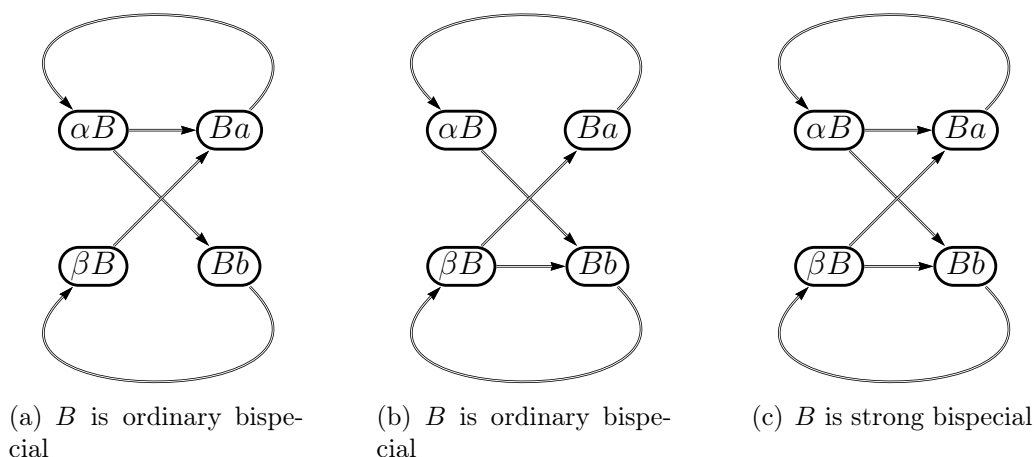 αB Ba
βB Bb
αB Ba
βB Bb
αB Ba
βB Bb
(a) B is ordinary bispe-
cial
(b) B is ordinary bispe-
cial
(c) B is strong bispecial